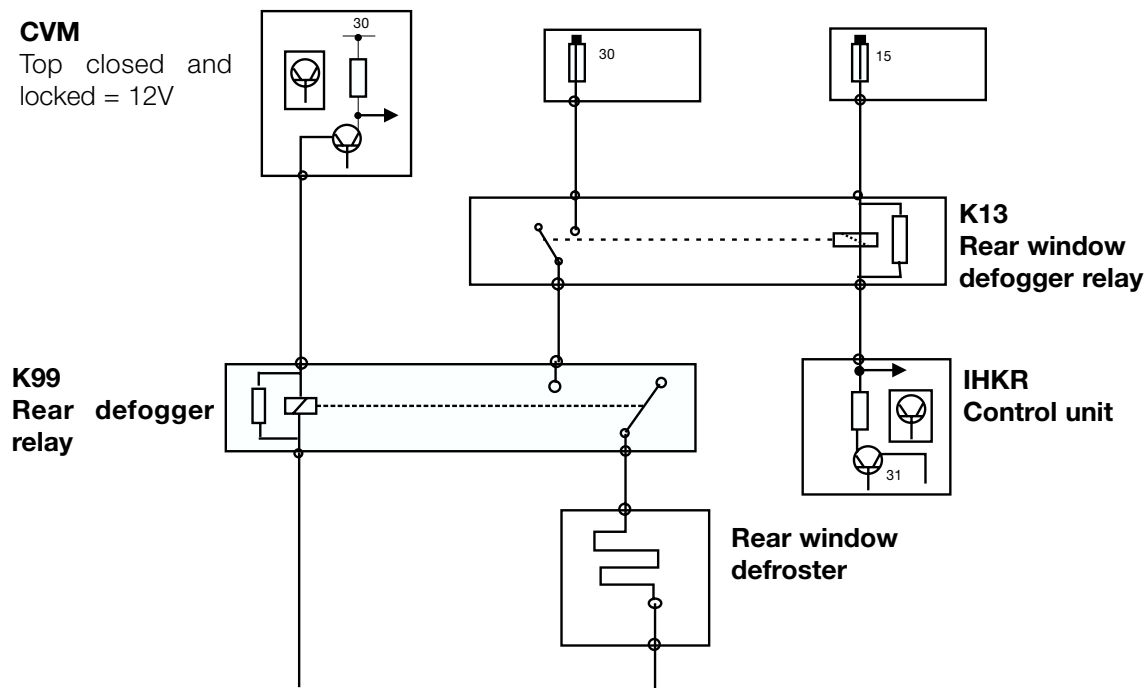 CVM
Top closed and
locked = 12V
30
30
15
K13
Rear window
defogger relay
K99
Rear defogger
relay
IHKR
Control unit
31
Rear window
defroster